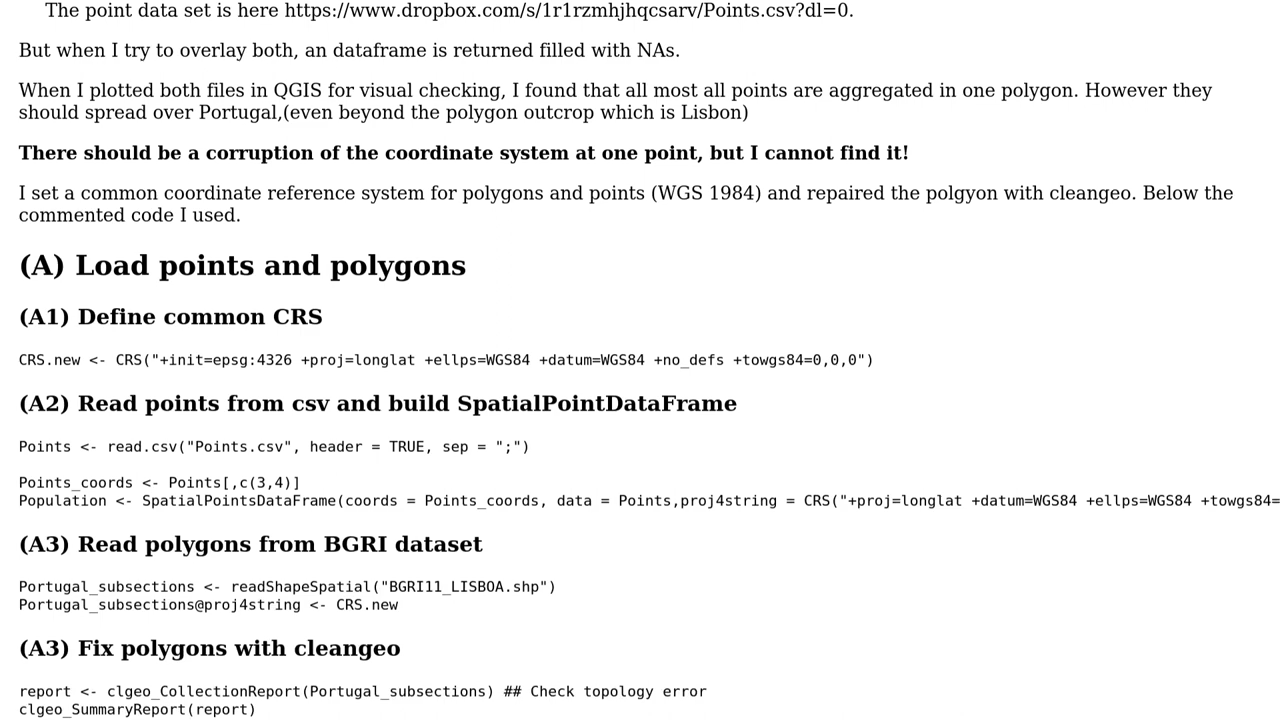 The point data set is here https://www.dropbox.com/s/1r1rzmhjhqcsarv/Points.csv?dl=0.
But when I try to overlay both, an dataframe is returned filled with NAs.
When I plotted both files in QGIS for visual checking, I found that all most all points are aggregated in one polygon. However they
should spread over Portugal,(even beyond the polygon outcrop which is Lisbon)
There should be a corruption of the coordinate system at one point, but I cannot find it!
I set a common coordinate reference system for polygons and points (WGS 1984) and repaired the polgyon with cleangeo. Below the
commented code I used.
(A) Load points and polygons
(A1) Define common CRS
CRS.new <- CRS("+init=epsg:4326 +proj=longlat +ellps=WGS84 +datum=WGS84 +no_defs +towgs84=0,0,0")
(A2) Read points from csv and build SpatialPointDataFrame
Points <- read.csv("Points.csv", header = TRUE, sep = ";")
Points_coords <- Points[,c(3,4)]
Population <- SpatialPointsDataFrame(coords = Points_coords, data = Points,proj4string = CRS("+proj=longlat +datum=WGS84 +ellps=WGS84 +towgs84=
(A3) Read polygons from BGRI dataset
Portugal_subsections <- readShapeSpatial("BGRI11_LISBOA.shp")
Portugal_subsections@proj4string <- CRS.new
(A3) Fix polygons with cleangeo
report <- clgeo_CollectionReport(Portugal_subsections) ## Check topology error
clgeo_SummaryReport(report)